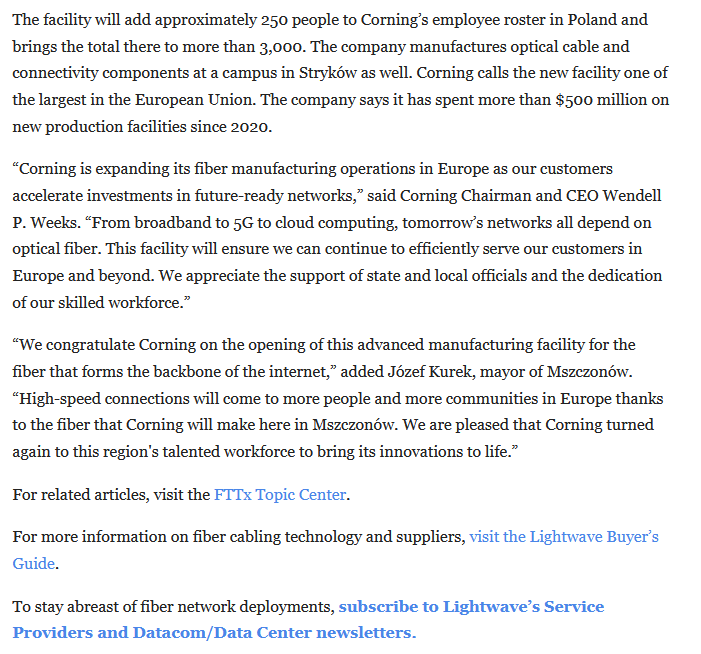 The facility will add approximately 250 people to Corning’s employee roster in Poland and
brings the total there to more than 3,000. The company manufactures optical cable and
connectivity components at a campus in Stryków as well. Corning calls the new facility one of
the largest in the European Union. The company says it has spent more than $500 million on
new production facilities since 2020.
“Corning is expanding its fiber manufacturing operations in Europe as our customers
accelerate investments in future-ready networks,” said Corning Chairman and CEO Wendell
P. Weeks. “From broadband to 5G to cloud computing, tomorrow’s networks all depend on
optical fiber. This facility will ensure we can continue to efficiently serve our customers in
Europe and beyond. We appreciate the support of state and local officials and the dedication
of our skilled workforce.”
“We congratulate Corning on the opening of this advanced manufacturing facility for the
fiber that forms the backbone of the internet,” added Józef Kurek, mayor of Mszczonów.
“High-speed connections will come to more people and more communities in Europe thanks
to the fiber that Corning will make here in Mszczonów. We are pleased that Corning turned
again to this region's talented workforce to bring its innovations to life.”
For related articles, visit the FTTx Topic Center.
For more information on fiber cabling technology and suppliers, visit the Lightwave Buyer’s
Guide.
To stay abreast of fiber network deployments, subscribe to Lightwave’s Service
Providers and Datacom/Data Center newsletters.